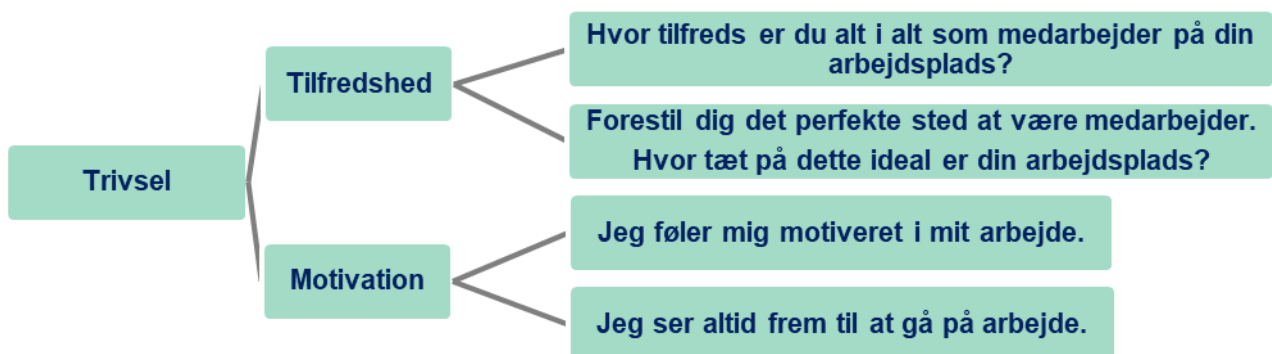 Trivsel
Tilfredshed
Hvor tilfreds er du alt i alt som medarbejder på din
arbejdsplads?
Forestil dig det perfekte sted at være medarbejder.
Hvor tæt på dette ideal er din arbejdsplads?
Motivation
Jeg føler mig motiveret i mit arbejde.
Jeg ser altid frem til at gå på arbejde.